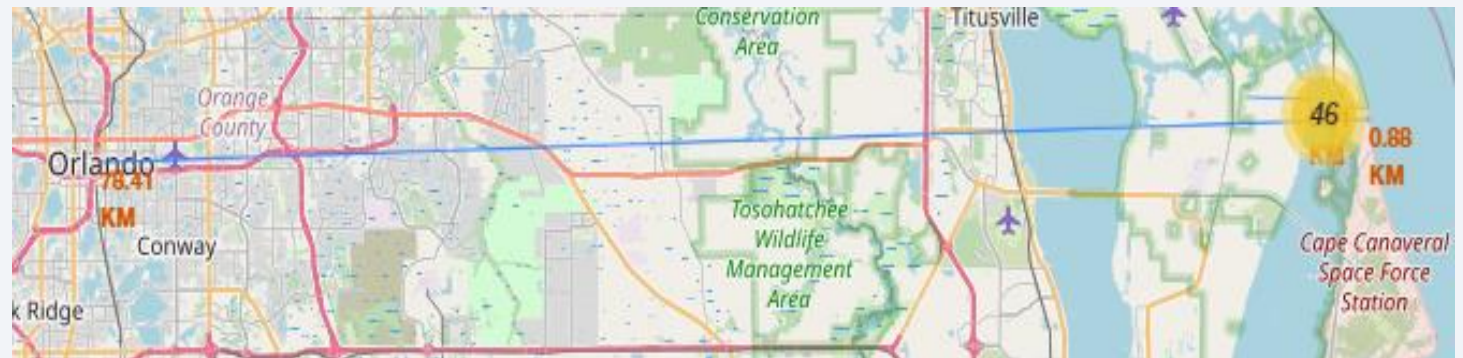 Conservation
Area
Titusville
Orange
County
46
0.88
KM
KM
Orlando
78.41
KM
Tosohatchee
Wildlife
Management
Area
Conway
Cape Canaveral
Space Force
Station
k Ridge